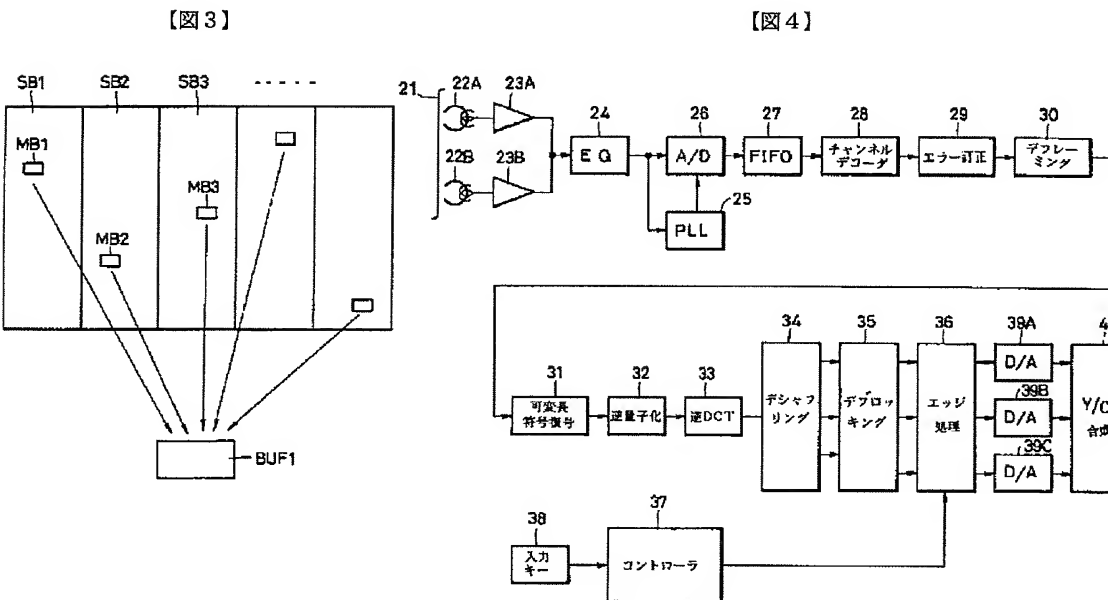 【図3】
SB1 SB2 SB3 -----
MB1
MB3
MB2
BUF1
【図4】
21
22A
23A
22B
23B
24
E Q
26
A/D
25
PLL
27
FIFO
28
チャンネル
デコーダ
29
エラー訂正
30
デフレー
ミング
31
可変長
符号復号
32
逆量子化
33
逆DCT
34
デシャフ
リング
35
デブロッ
キング
36
エッジ
処理
39A
D/A
39B
D/A
39C
D/A
4
Y/C
合成
37
コントローラ
38
入力
キー